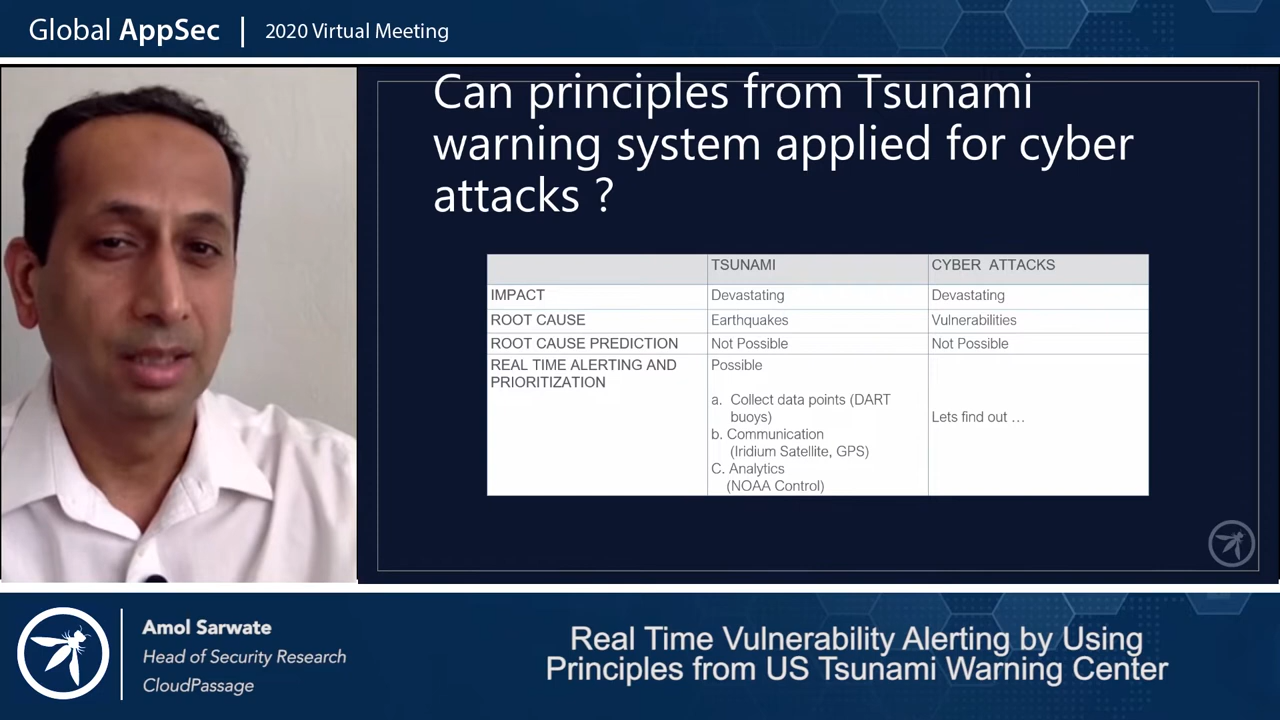 Global AppSec | 2020 Virtual Meeting
Can principles from Tsunami
warning system applied for cyber
attacks ?
TSUNAMI CYBER ATTACKS
IMPACT Devastating Devastating
ROOT CAUSE Earthquakes Vulnerabilities
ROOT CAUSE PREDICTION Not Possible Not Possible
REAL TIME ALERTING AND Possible
PRIORITIZATION
a. Collect data points (DART
buoys) Lets find out ...
b. Communication
(Iridium Satellite, GPS)
C. Analytics
(NOAA Control)
Amol Sarwate
Head of Security Research
CloudPassage
Real Time Vulnerability Alerting by Using
Principles from US Tsunami Warning Center